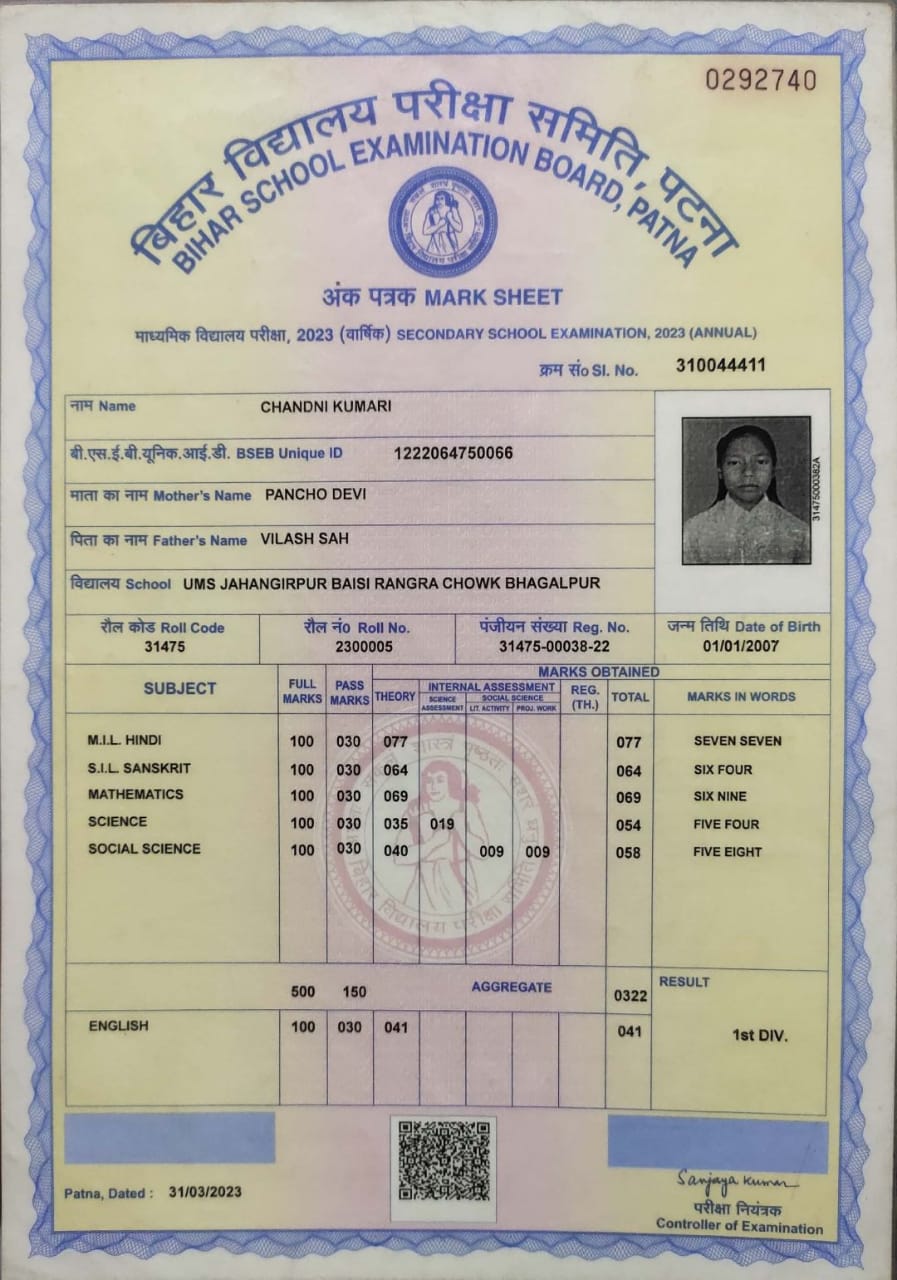 0292740
बिहार विद्यालय परीक्षा समिति, पटना
BIHAR SCHOOL EXAMINATION BOARD, PATNA
अंक पत्रक MARK SHEET
माध्यमिक विद्यालय परीक्षा, 2023 (वार्षिक) SECONDARY SCHOOL EXAMINATION, 2023 (ANNUAL)
क्रम सं० Sl. No. 310044411
नाम Name CHANDNI KUMARI
बी.एस.ई.बी.यूनिक.आई.डी. BSEB Unique ID 1222064750066
माता का नाम Mother's Name PANCHO DEVI
पिता का नाम Father's Name VILASH SAH
विद्यालय School UMS JAHANGIRPUR BAISI RANGRA CHOWK BHAGALPUR
31475000382A
रौल कोड Roll Code रौल नं० Roll No. पंजीयन संख्या Reg. No. जन्म तिथि Date of Birth
31475 2300005 31475-00038-22 01/01/2007
MARKS OBTAINED
SUBJECT FULL MARKS PASS MARKS THEORY INTERNAL ASSESSMENT REG. (TH.) TOTAL MARKS IN WORDS
SCIENCE ASSESSMENT SOCIAL SCIENCE
LIT. ACTIVITY PROJ. WORK
M.I.L. HINDI 100 030 077 077 SEVEN SEVEN
S.I.L. SANSKRIT 100 030 064 064 SIX FOUR
MATHEMATICS 100 030 069 069 SIX NINE
SCIENCE 100 030 035 019 054 FIVE FOUR
SOCIAL SCIENCE 100 030 040 009 009 058 FIVE EIGHT
बिहार विद्यालय परीक्षा समिति
500 150 AGGREGATE 0322 RESULT
ENGLISH 100 030 041 041
1st DIV.
Patna, Dated : 31/03/2023
Sanjaya Kumar
परीक्षा नियंत्रक
Controller of Examination